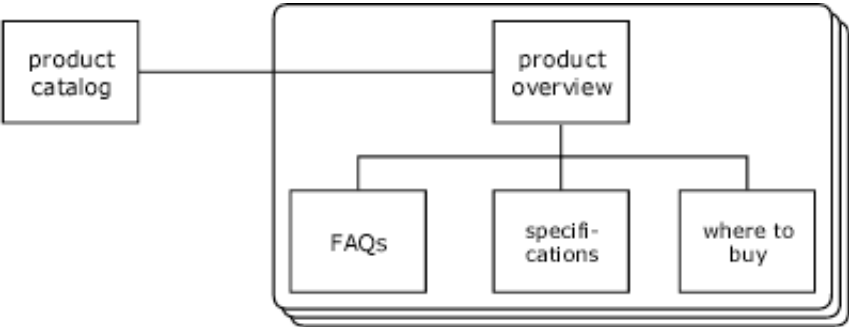 product
catalog
product
overview
FAQs
specifi-
cations
where to
buy